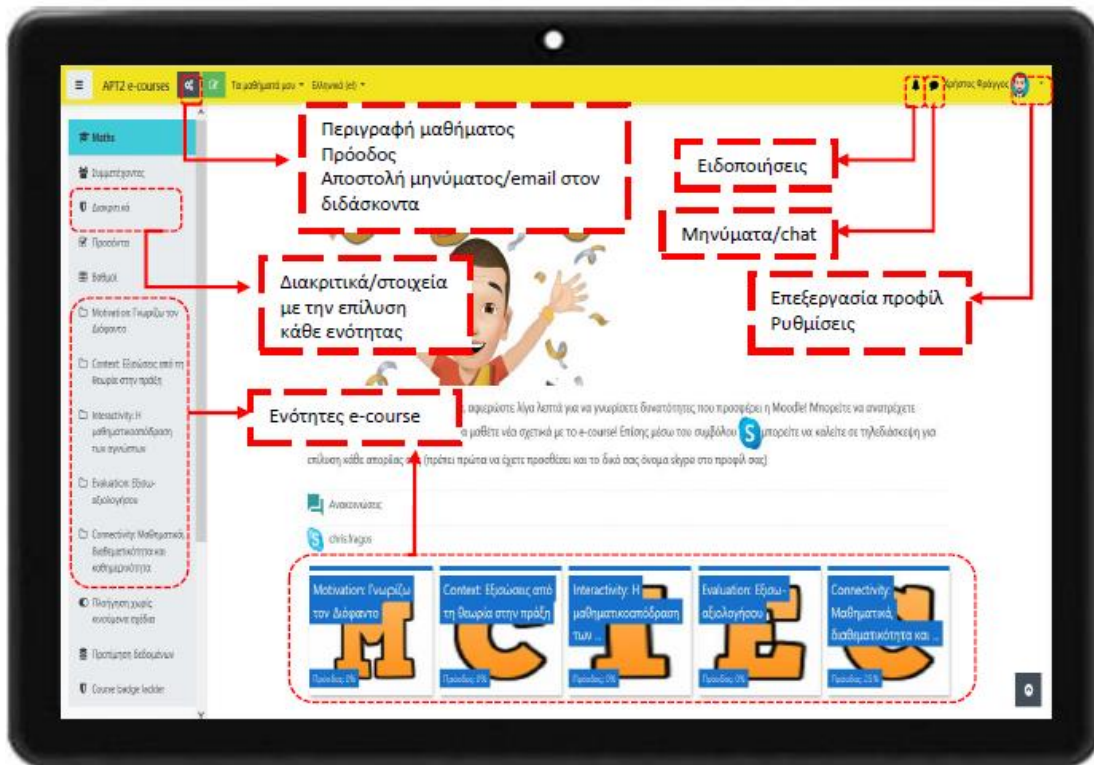 APT2 e-courses
Τα μαθήματά μου
Ελληνικά (el)
Χρήστος Φράγγος
Maths
Συμμετέχοντες
Διακριτικά
Προσόντα
Βαθμοί
Motivation: Γνωρίζω τον
Διόφαντο
Context: Εξισώσεις από τη
θεωρία στην πράξη
Interactivity: Η
μαθηματικοαπόδραση
των αγνώστων
Evaluation: Εξισω-
αξιολογήσου
Connectivity: Μαθηματικά,
διαθεματικότητα και
καθημερινότητα
Πλοήγηση χωρίς
κινούμενα σχέδια
Προτίμηση δεδομένων
Course badge ladder
Περιγραφή μαθήματος
Πρόοδος
Αποστολή μηνύματος/email στον
διδάσκοντα
Ειδοποιήσεις
Μηνύματα/chat
Επεξεργασία προφίλ
Ρυθμίσεις
Διακριτικά/στοιχεία
με την επίλυση
κάθε ενότητας
Ενότητες e-course
αφιερώστε λίγα λεπτά για να γνωρίσετε δυνατότητες που προσφέρει η Moodle! Μπορείτε να ανατρέχετε
μάθετε νέα σχετικά με το e-course! Επίσης μέσω του συμβόλου S μπορείτε να καλείτε σε τηλεδιάσκεψη για
επίλυση κάθε απορίας (πρέπει πρώτα να έχετε προσθέσει και το δικό σας όνομα skype στο προφίλ σας)
Ανακοινώσεις
S chris.fragos
Motivation: Γνωρίζω
τον Διόφαντο
M
Πρόοδος: 0%
Context: Εξισώσεις από
τη θεωρία στην πράξη
C
Πρόοδος: 0%
Interactivity: Η
μαθηματικοαπόδραση
των ...
I
Πρόοδος: 0%
Evaluation: Εξισω-
αξιολογήσου
E
Πρόοδος: 0%
Connectivity:
Μαθηματικά,
διαθεματικότητα και ...
C
Πρόοδος: 25%